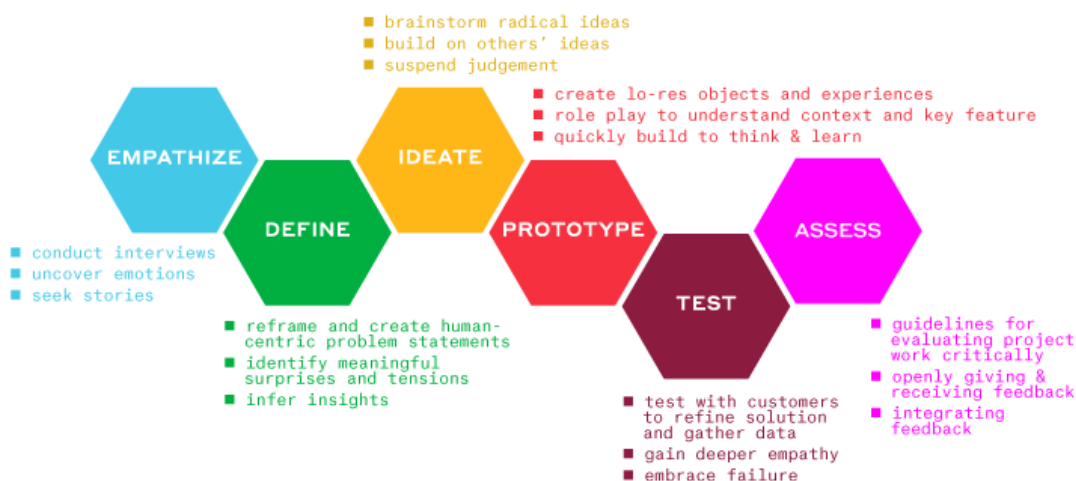 EMPATHIZE
■ conduct interviews
■ uncover emotions
■ seek stories
DEFINE
■ reframe and create human-
centric problem statements
■ identify meaningful
surprises and tensions
■ infer insights
■ brainstorm radical ideas
■ build on others’ ideas
■ suspend judgement
IDEATE
■ create lo-res objects and experiences
■ role play to understand context and key feature
■ quickly build to think & learn
PROTOTYPE
TEST
■ test with customers
to refine solution
and gather data
■ gain deeper empathy
■ embrace failure
ASSESS
■ guidelines for
evaluating project
work critically
■ openly giving &
receiving feedback
■ integrating
feedback